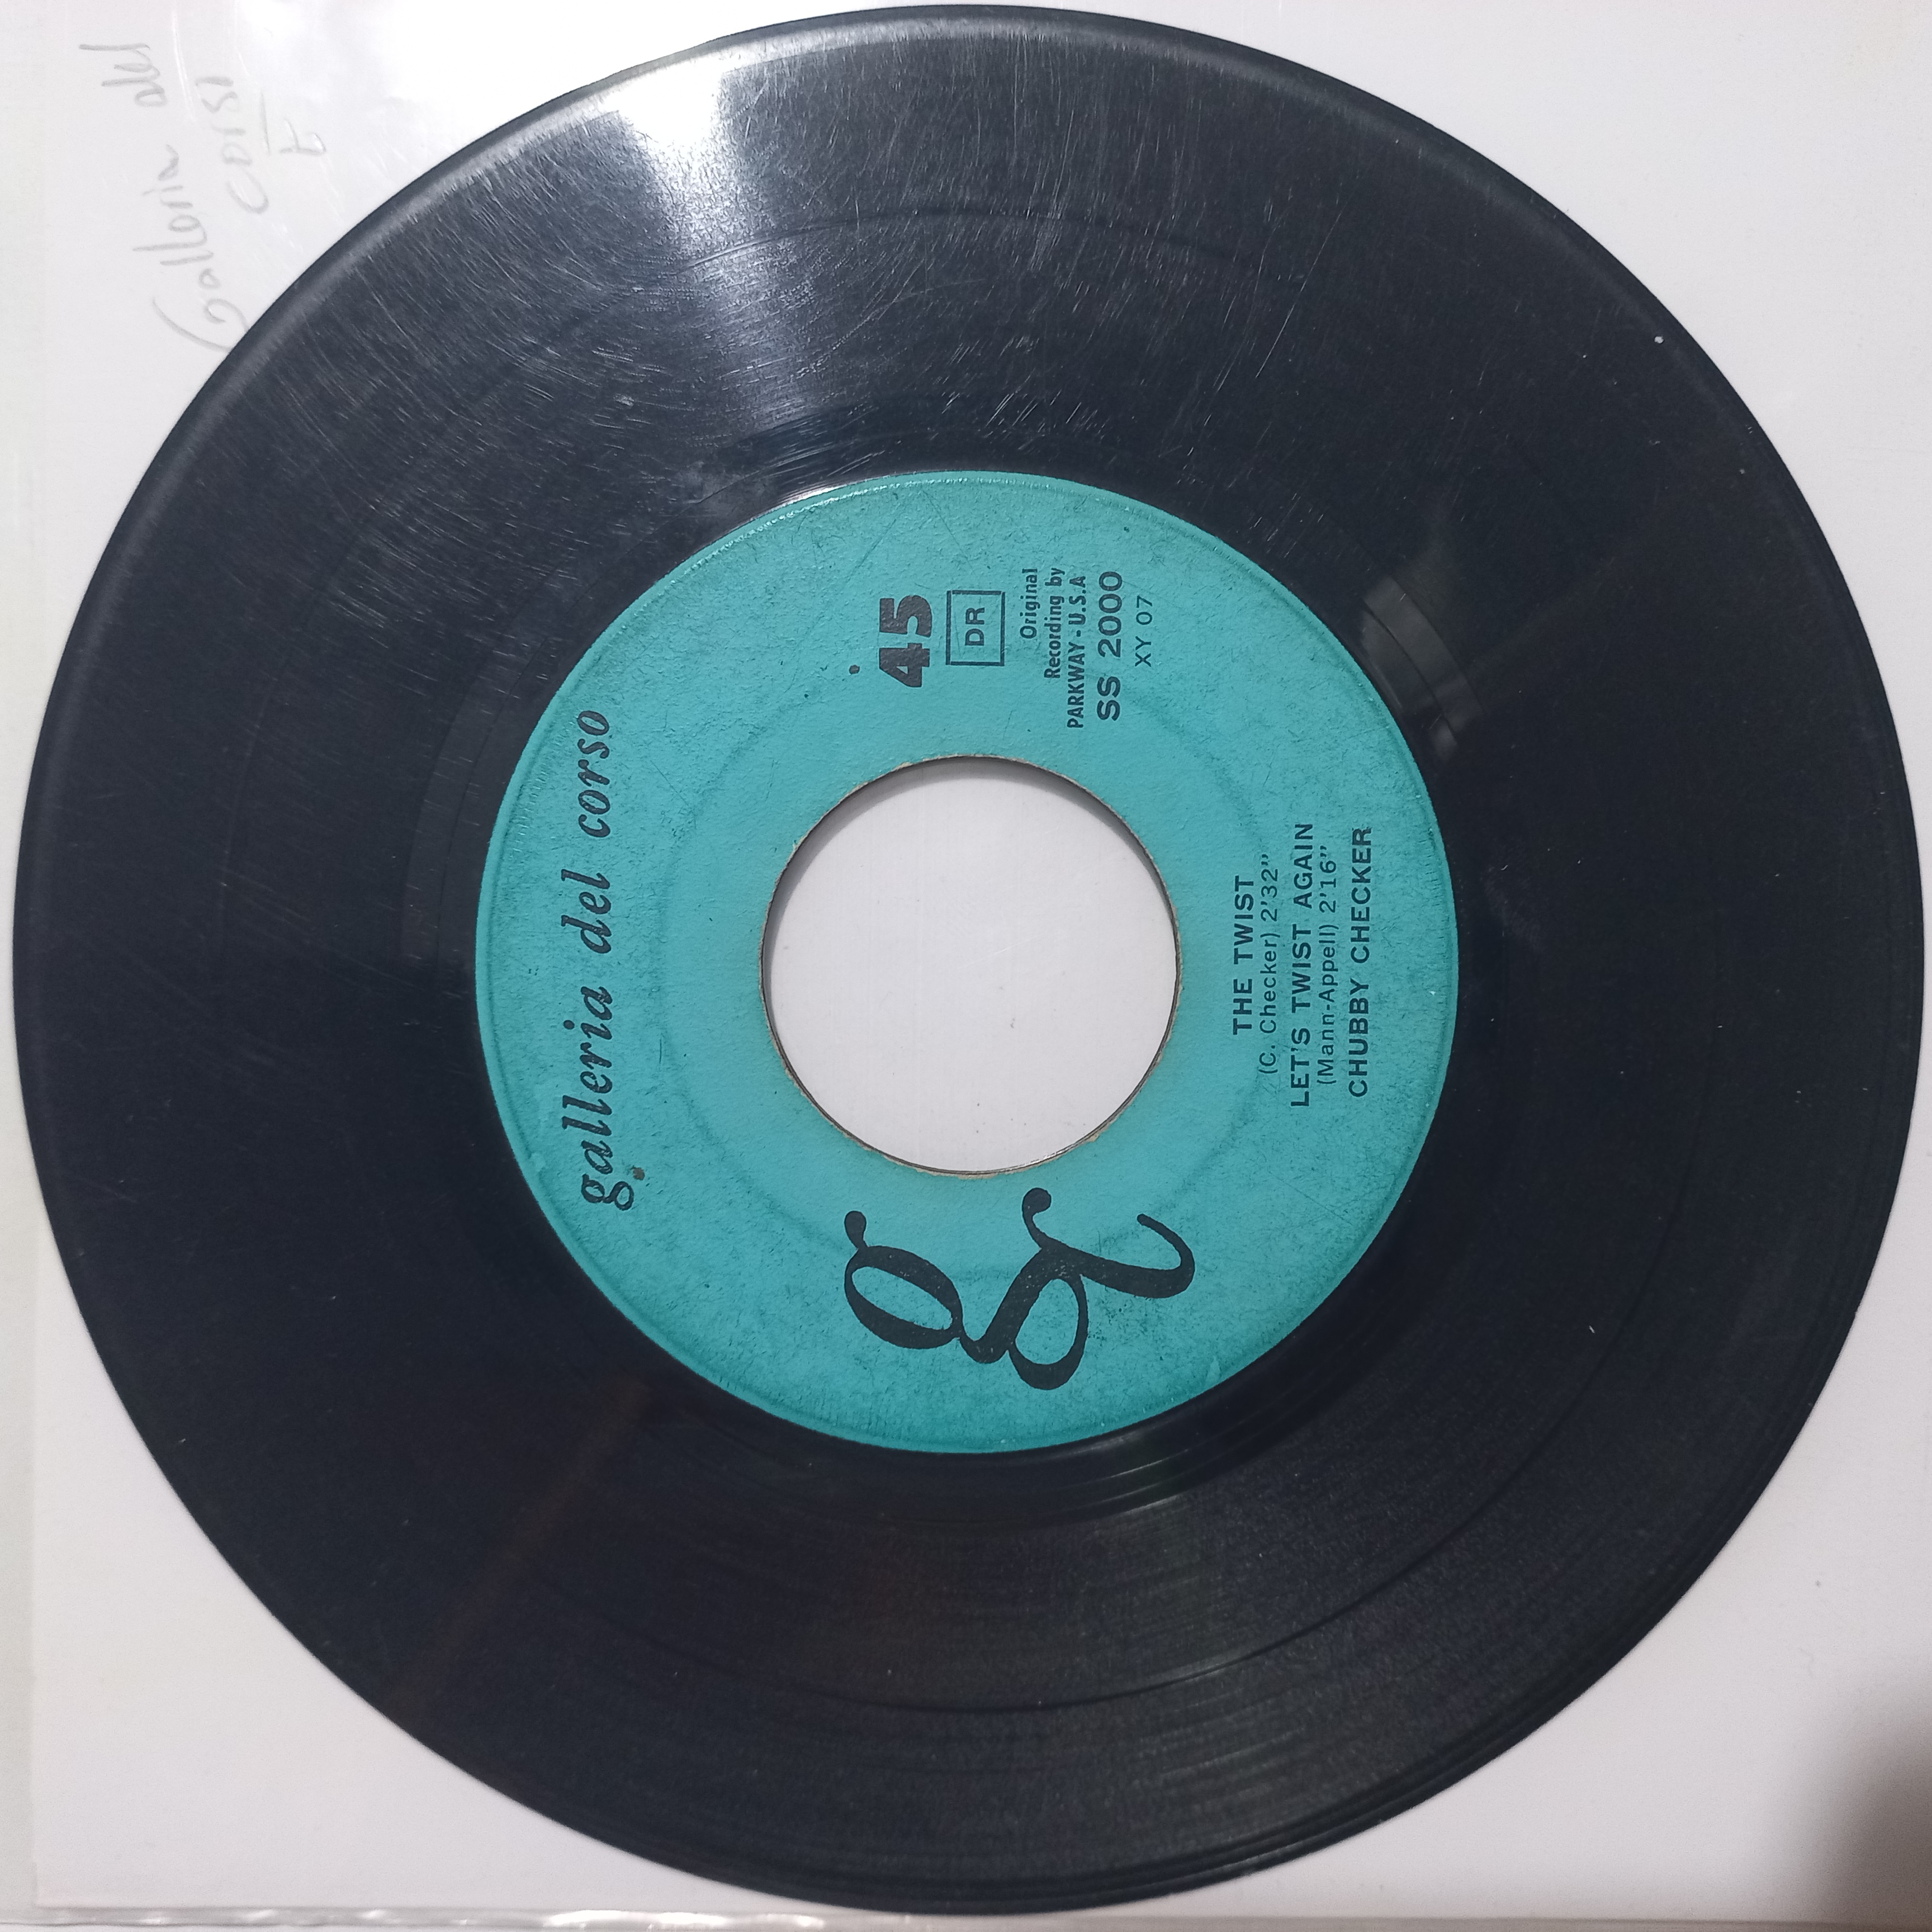 Galleria del
corso
galleria del corso
g
45
DR
Original
Recording by
PARKWAY - U.S.A
SS 2000
XY 07
THE TWIST
(C. Checker) 2'32"
LET'S TWIST AGAIN
(Mann-Appell) 2'16"
CHUBBY CHECKER